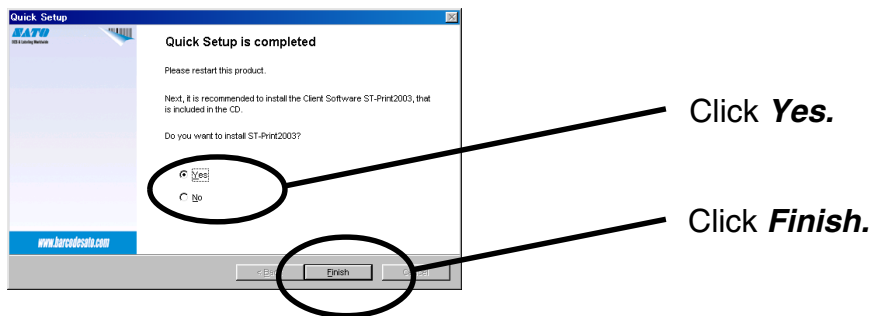 Quick Setup
SATO
Quick Setup is completed
Please restart this product.
Next, it is recommended to install the Client Software ST-Print2003, that
is included in the CD.
Do you want to install ST-Print2003?
Yes
No
Click Yes.
Click Finish.
www.barcodesato.com
Finish